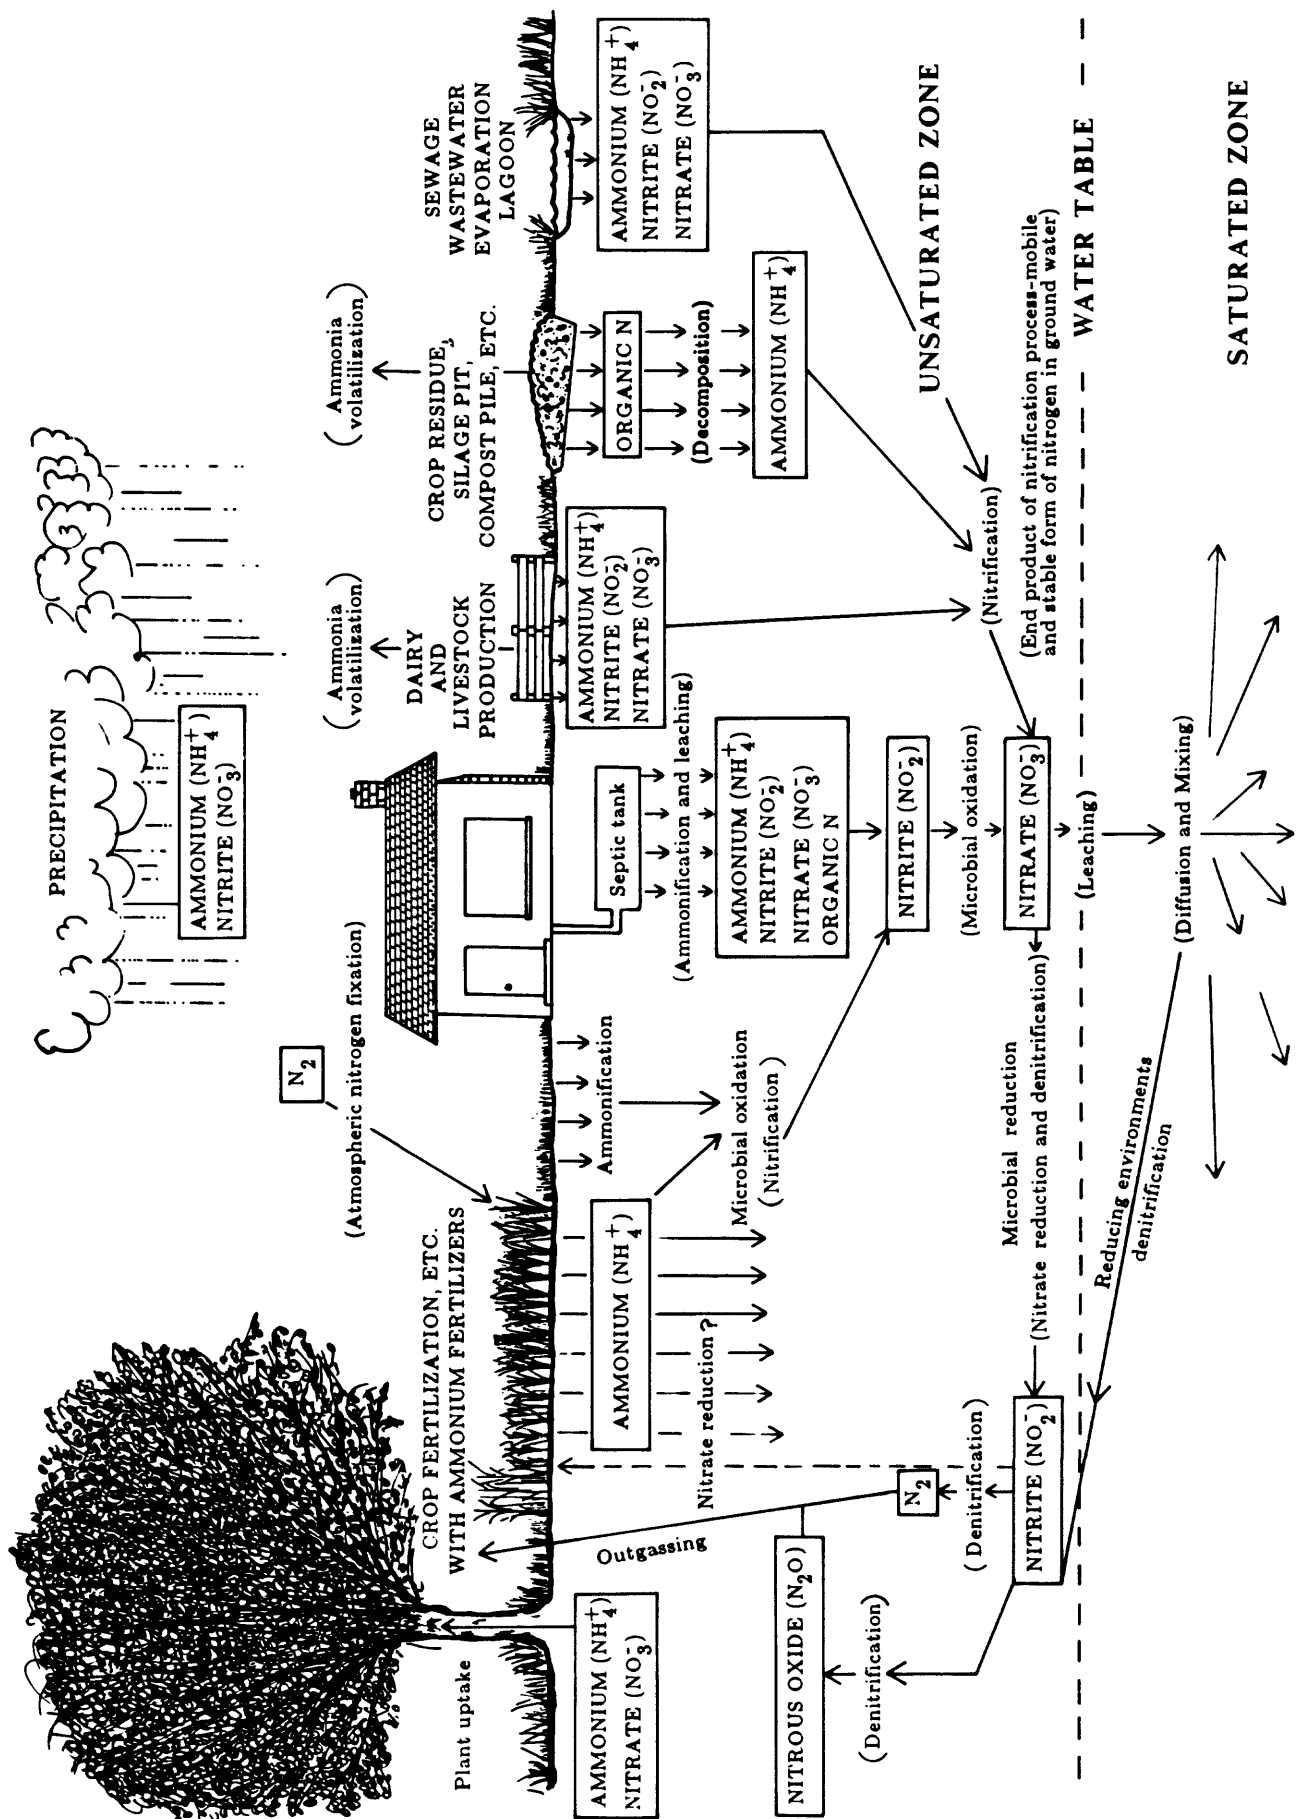 PRECIPITATION
AMMONIUM (NH4+)
NITRITE (NO3-)
N2
(Atmospheric nitrogen fixation)
(Ammonia
volatilization)
(Ammonia
volatilization)
CROP FERTILIZATION, ETC.
WITH AMMONIUM FERTILIZERS
DAIRY
AND
LIVESTOCK
PRODUCTION
CROP RESIDUE,
SILAGE PIT,
COMPOST PILE, ETC.
SEWAGE
WASTEWATER
EVAPORATION
LAGOON
Plant uptake
AMMONIUM (NH4+)
NITRATE (NO3-)
Outgassing
AMMONIUM (NH4+)
Nitrate reduction?
Ammonification
Microbial oxidation
(Nitrification)
Septic tank
(Ammonification and leaching)
AMMONIUM (NH4+)
NITRITE (NO2-)
NITRATE (NO3-)
ORGANIC N
AMMONIUM (NH4+)
NITRITE (NO2-)
NITRATE (NO3-)
ORGANIC N
(Decomposition)
AMMONIUM (NH4+)
AMMONIUM (NH4+)
NITRITE (NO2-)
NITRATE (NO3-)
NITROUS OXIDE (N2O)
(Denitrification)
N2
(Denitrification)
NITRITE (NO2-)
Microbial reduction
(Nitrate reduction and denitrification)
NITRITE (NO2-)
(Microbial oxidation)
NITRATE (NO3-)
(Nitrification)
UNSATURATED ZONE
(End product of nitrification process-mobile
and stable form of nitrogen in ground water)
(Leaching)
WATER TABLE
Reducing environments
denitrification
(Diffusion and Mixing)
SATURATED ZONE